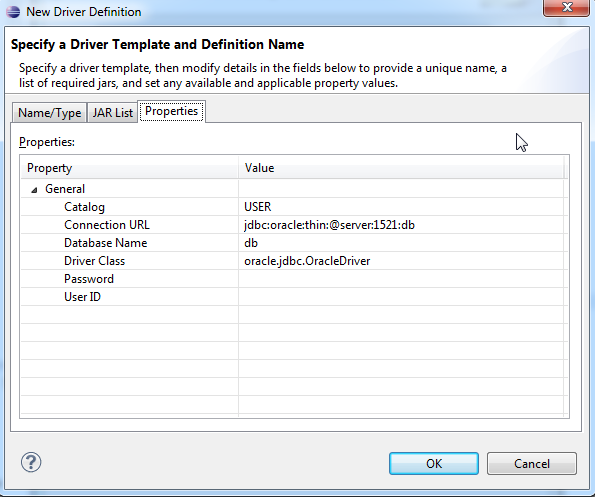 New Driver Definition
Specify a Driver Template and Definition Name
Specify a driver template, then modify details in the fields below to provide a unique name, a
list of required jars, and set any available and applicable property values.
Name/Type JAR List Properties
Properties:
Property Value
General
Catalog USER
Connection URL jdbc:oracle:thin:@server:1521:db
Database Name db
Driver Class oracle.jdbc.OracleDriver
Password
User ID
? OK Cancel